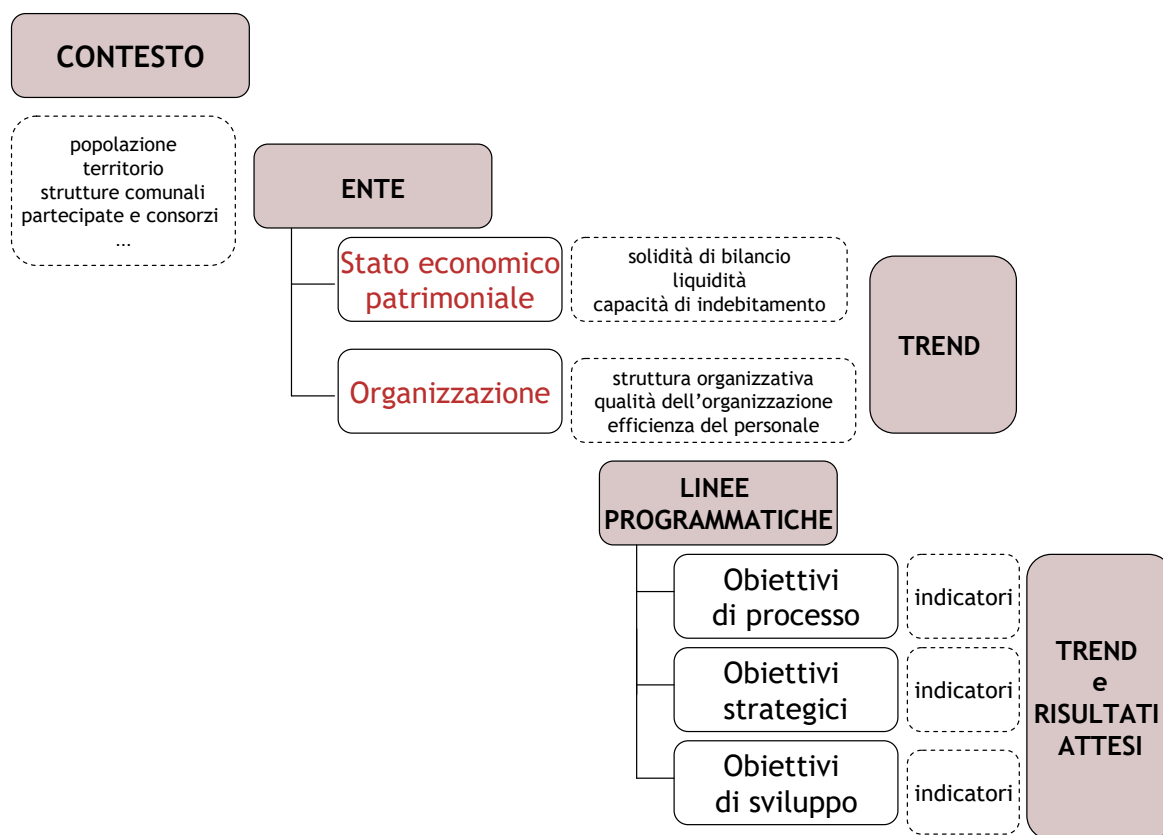 CONTESTO
popolazione
territorio
strutture comunali
partecipate e consorzi
...
ENTE
Stato economico
patrimoniale
solidità di bilancio
liquidità
capacità di indebitamento
TREND
Organizzazione
struttura organizzativa
qualità dell’organizzazione
efficienza del personale
LINEE
PROGRAMMATICHE
Obiettivi
di processo
indicatori
Obiettivi
strategici
indicatori
Obiettivi
di sviluppo
indicatori
TREND
e
RISULTATI
ATTESI